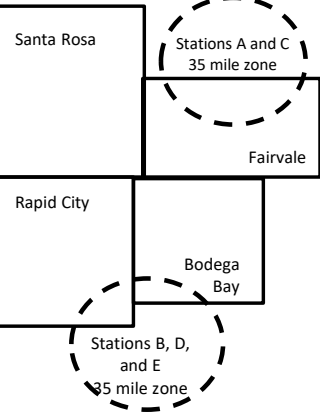 Santa Rosa
Stations A and C
35 mile zone
Fairvale
Rapid City
Bodega
Bay
Stations B, D,
and E
35 mile zone